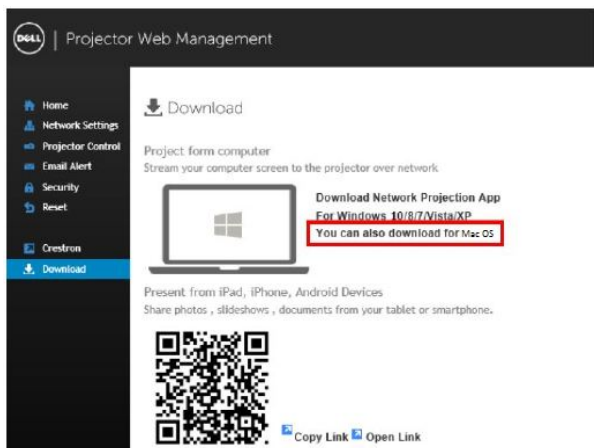 DELL | Projector Web Management
Home
Network Settings
Projector Control
Email Alert
Security
Reset
Crestron
Download
Download
Project form computer
Stream your computer screen to the projector over network
Download Network Projection App
For Windows 10/8/7/Vista/XP
You can also download for Mac OS
Present from iPad, iPhone, Android Devices
Share photos , slideshows , documents from your tablet or smartphone.
Copy Link Open Link